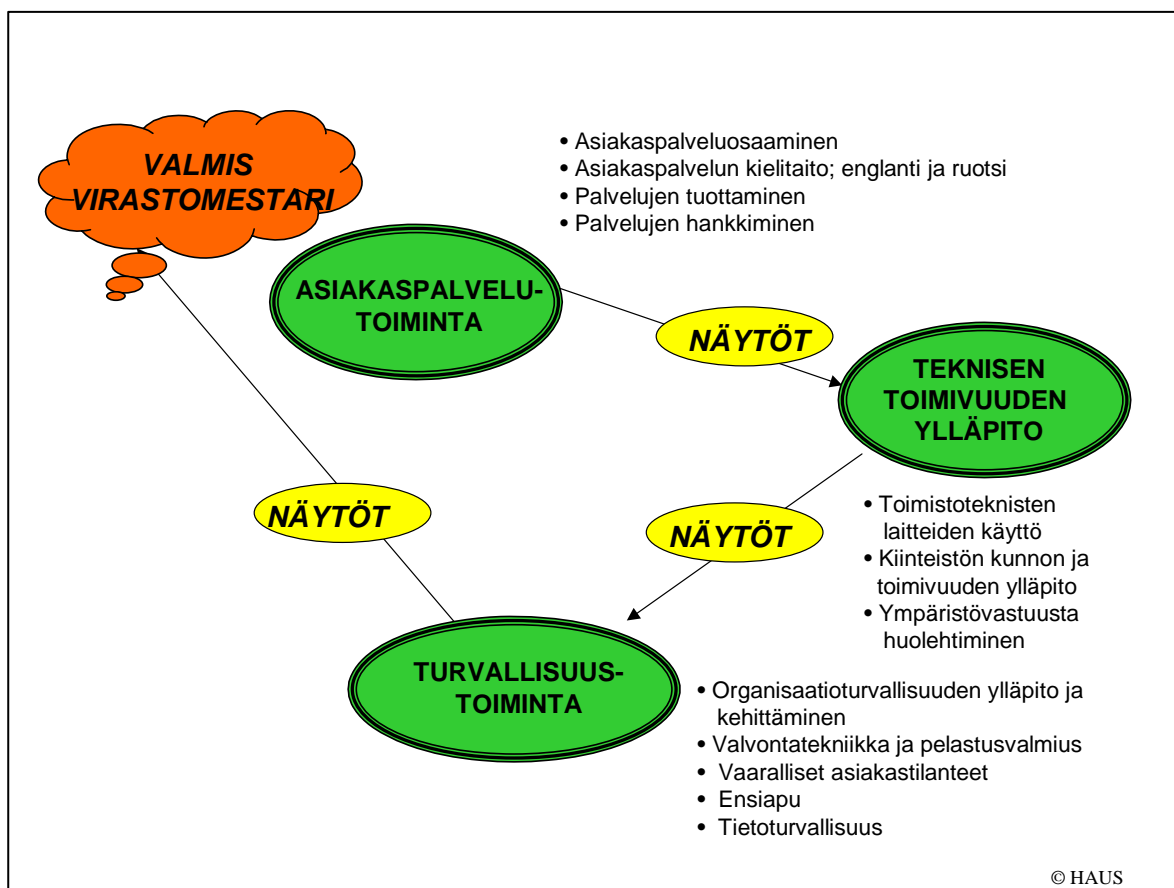 VALMIS
VIRASTOMESTARI
• Asiakaspalveluosaaminen
• Asiakaspalvelun kielitaito; englanti ja ruotsi
• Palvelujen tuottaminen
• Palvelujen hankkiminen
ASIAKASPALVELU-
TOIMINTA
NÄYTÖT
TEKNISEN
TOIMIVUUDEN
YLLÄPITO
NÄYTÖT
NÄYTÖT
• Toimistoteknisten
laitteiden käyttö
• Kiinteistön kunnon ja
toimivuuden ylläpito
• Ympäristövastuusta
huolehtiminen
TURVALLISUUS-
TOIMINTA
• Organisaatioturvallisuuden ylläpito ja
kehittäminen
• Valvontatekniikka ja pelastusvalmius
• Vaaralliset asiakastilanteet
• Ensiapu
• Tietoturvallisuus
© HAUS